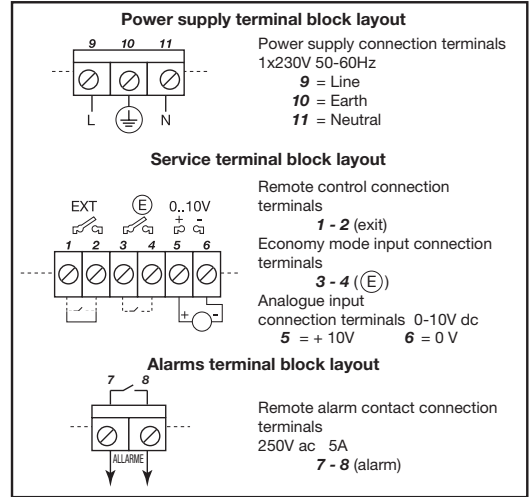 Power supply terminal block layout
9 10 11
L N
Power supply connection terminals
1x230V 50-60Hz
9 = Line
10 = Earth
11 = Neutral
Service terminal block layout
EXT E 0..10V
+ -
1 2 3 4 5 6
+ -
Remote control connection
terminals
1 - 2 (exit)
Economy mode input connection
terminals
3 - 4 (Ⓔ)
Analogue input
connection terminals 0-10V dc
5 = + 10V 6 = 0 V
Alarms terminal block layout
7 8
ALLARME
Remote alarm contact connection
terminals
250V ac 5A
7 - 8 (alarm)